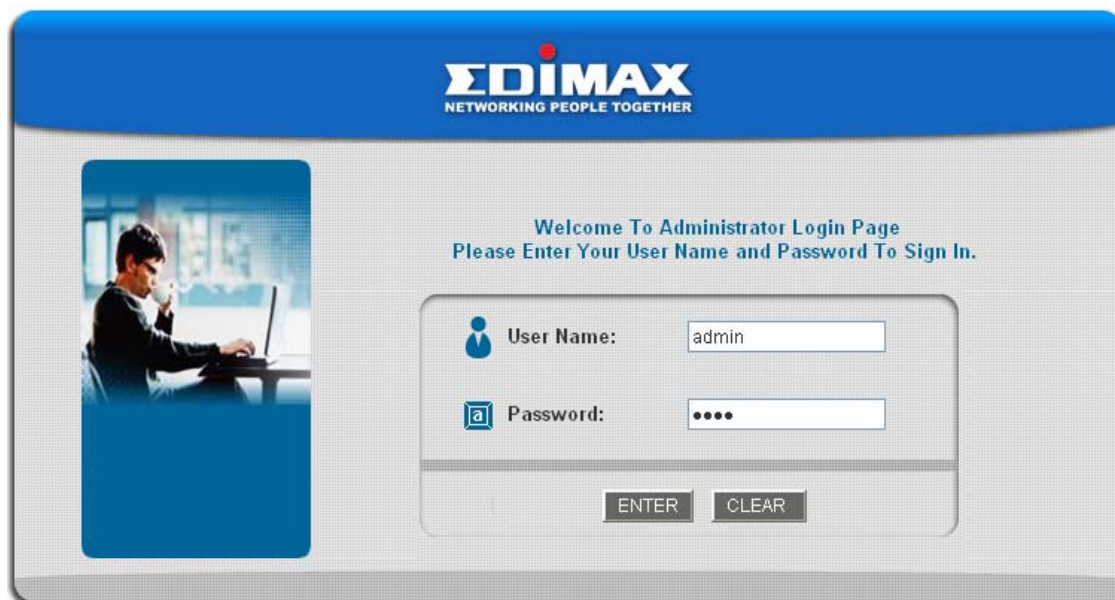 EDIMAX
NETWORKING PEOPLE TOGETHER
Welcome To Administrator Login Page
Please Enter Your User Name and Password To Sign In.
User Name: admin
a Password: ••••
ENTER CLEAR